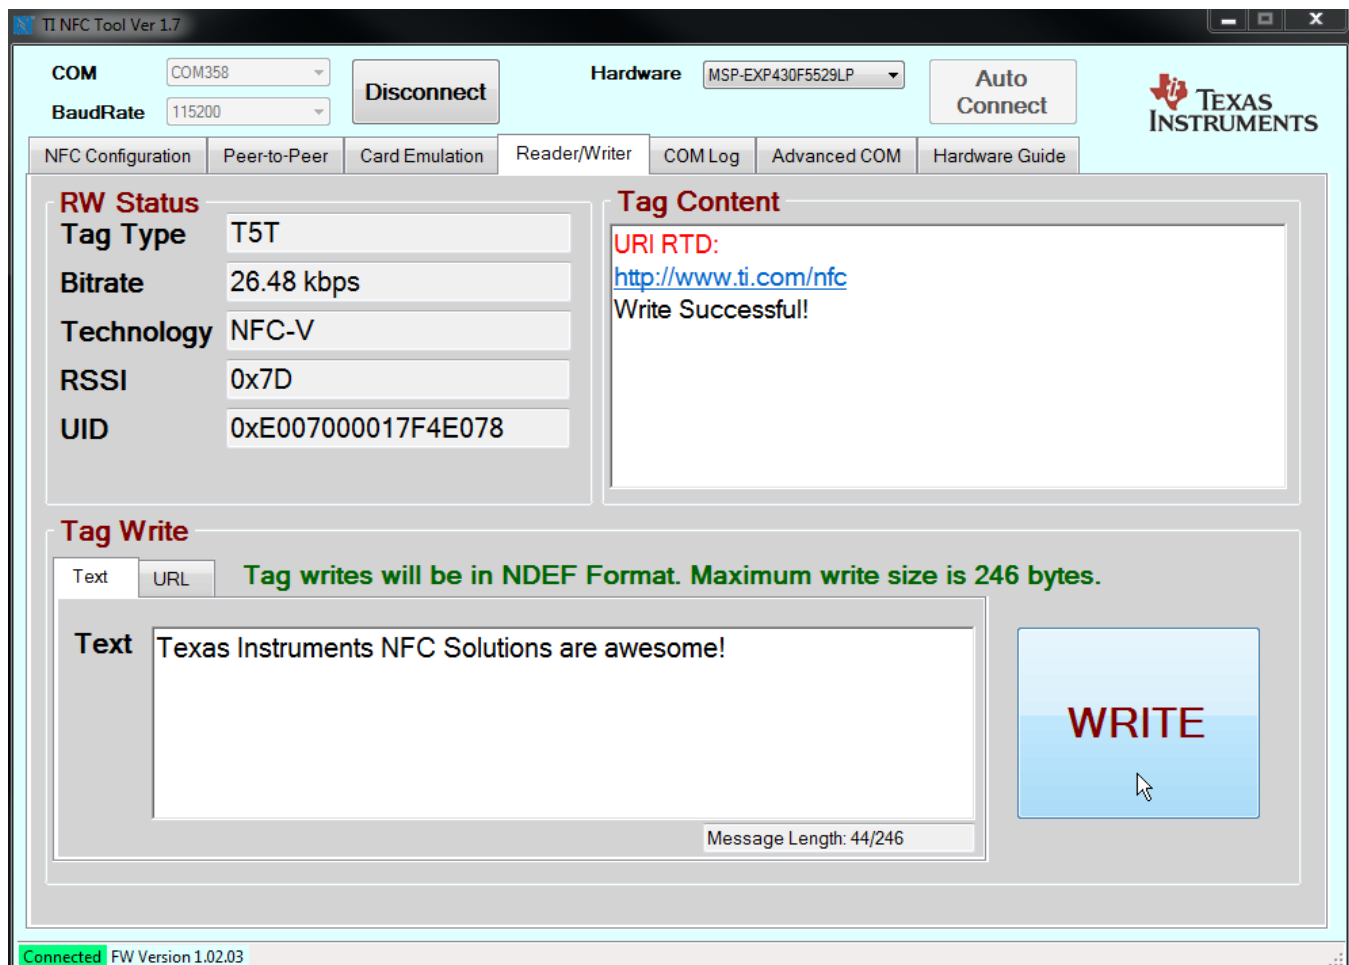 TI NFC Tool Ver 1.7
COM COM358 Disconnect Hardware MSP-EXP430F5529LP Auto Connect
BaudRate 115200
TEXAS INSTRUMENTS
NFC Configuration Peer-to-Peer Card Emulation Reader/Writer COM Log Advanced COM Hardware Guide
RW Status
Tag Type T5T
Bitrate 26.48 kbps
Technology NFC-V
RSSI 0x7D
UID 0xE007000017F4E078
Tag Content
URI RTD:
http://www.ti.com/nfc
Write Successful!
Tag Write
Text URL Tag writes will be in NDEF Format. Maximum write size is 246 bytes.
Text Texas Instruments NFC Solutions are awesome!
WRITE
Message Length: 44/246
Connected FW Version 1.02.03